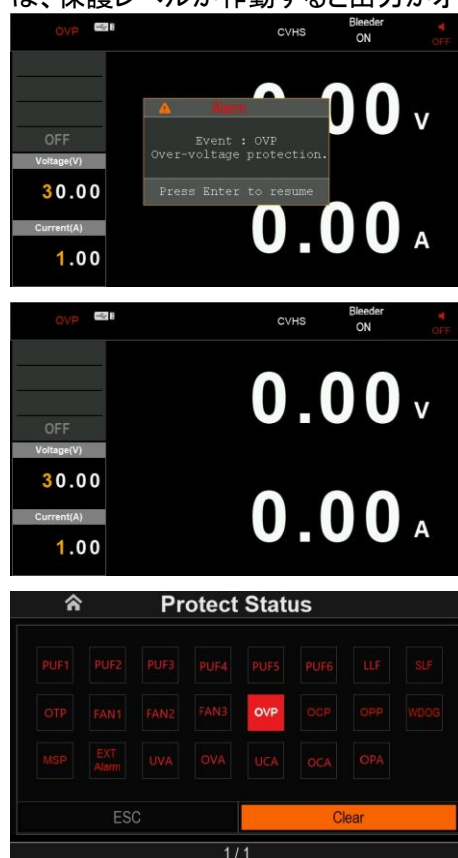 は、保護レベルが作動すると出力がオ
OVP
CVHS
Bleeder
ON
OFF
Alarm
0.00 V
Event : OVP
Over-voltage protection.
Press Enter to resume
OFF
Voltage(V)
30.00
Current(A)
1.00
0.00 A
OVP
CVHS
Bleeder
ON
OFF
0.00 V
OFF
Voltage(V)
30.00
Current(A)
1.00
0.00 A
Protect Status
PUF1 PUF2 PUF3 PUF4 PUF5 PUF6 LLF SLF
OTP FAN1 FAN2 FAN3 OVP OCP OPP WDOG
MSP EXT Alarm UVA OVA UCA OCA OPA
ESC Clear
1/1